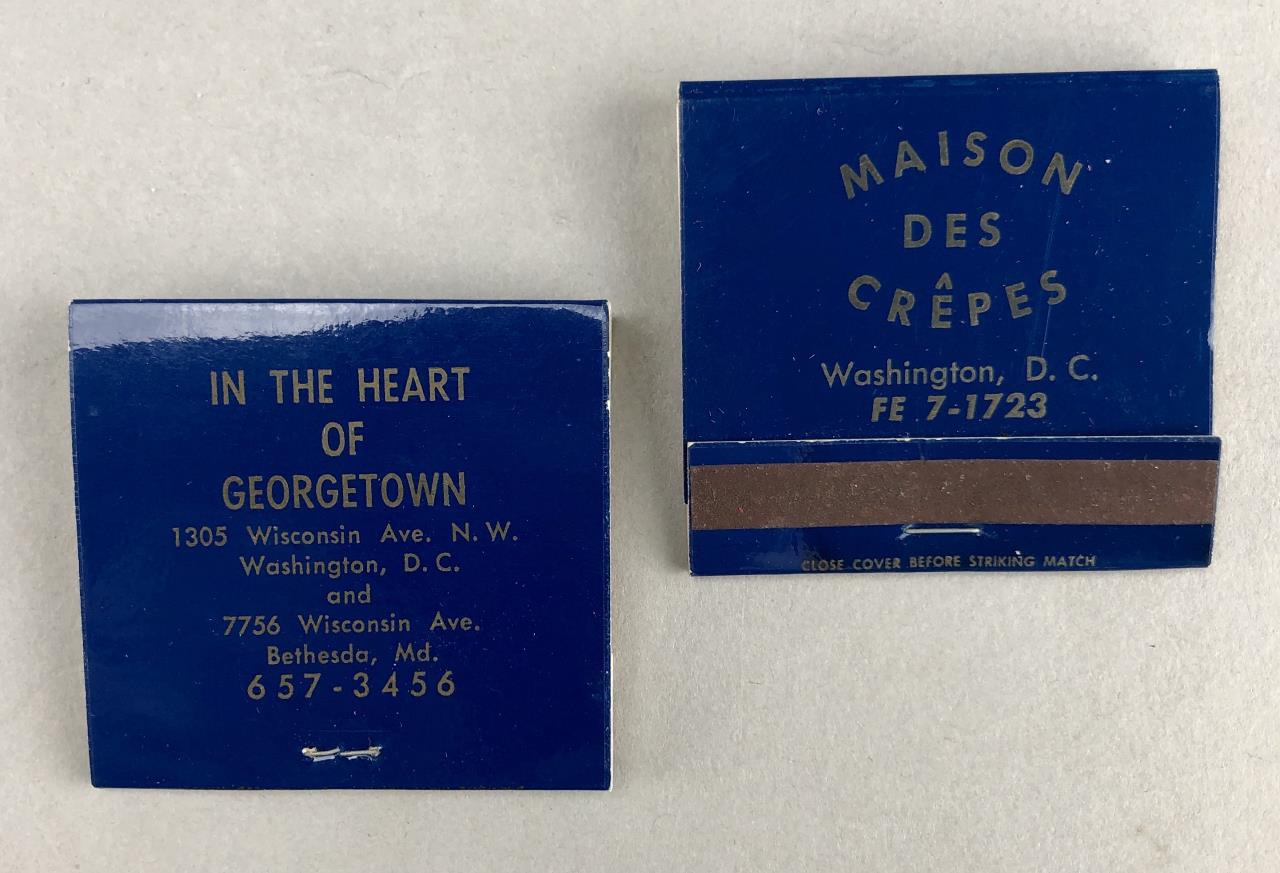 IN THE HEART
OF
GEORGETOWN
1305 Wisconsin Ave. N. W.
Washington, D. C.
and
7756 Wisconsin Ave.
Bethesda, Md.
657-3456
MAISON
DES
CRÊPES
Washington, D. C.
FE 7-1723
CLOSE COVER BEFORE STRIKING MATCH